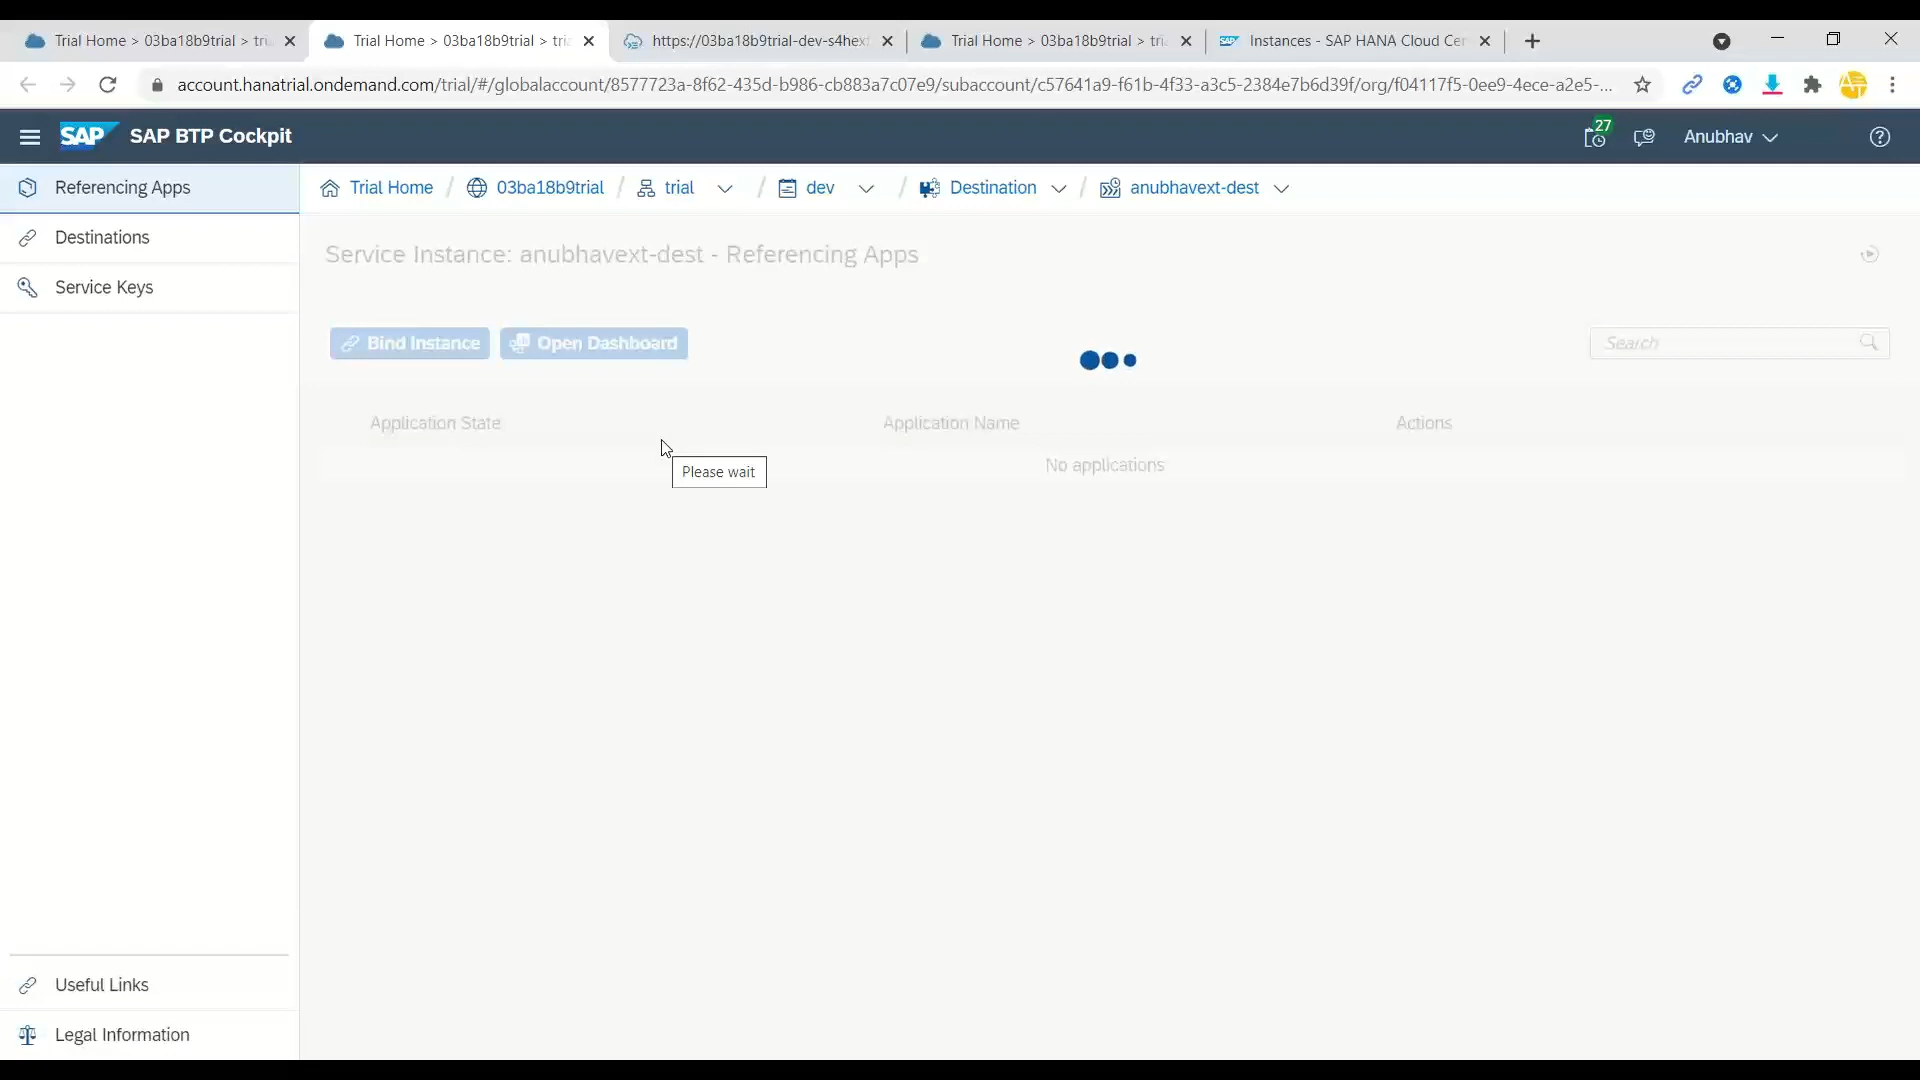 Trial Home > 03ba18b9trial > tri
Trial Home > 03ba18b9trial > tri
https://03ba18b9trial-dev-s4hex
Trial Home > 03ba18b9trial > tri
Instances - SAP HANA Cloud Cer
account.hanatrial.ondemand.com/trial/#/globalaccount/8577723a-8f62-435d-b986-cb883a7c07e9/subaccount/c57641a9-f61b-4f33-a3c5-2384e7b6d39f/org/f04117f5-0ee9-4ece-a2e5-...
SAP
SAP BTP Cockpit
27
Anubhav
Referencing Apps
Destinations
Service Keys
Trial Home / 03ba18b9trial / trial / dev / Destination / anubhavext-dest
Service Instance: anubhavext-dest - Referencing Apps
Bind Instance
Open Dashboard
Search
Application State
Application Name
Actions
No applications
Please wait
Useful Links
Legal Information